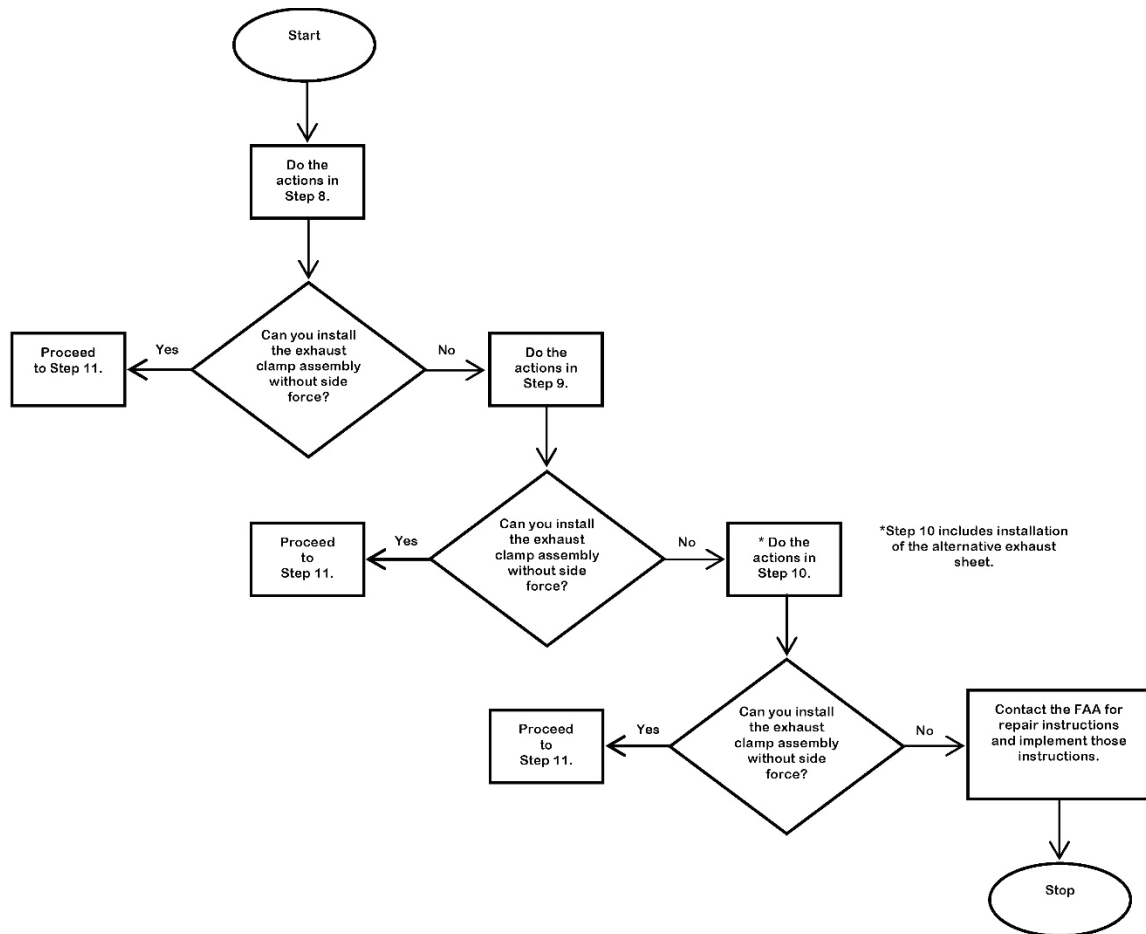 Start
Do the
actions in
Step 8.
Can you install
the exhaust
clamp assembly
without side
force?
Yes
Proceed
to Step 11.
No
Do the
actions in
Step 9.
Can you install
the exhaust
clamp assembly
without side
force?
Yes
Proceed
to
Step 11.
No
* Do the
actions in
Step 10.
*Step 10 includes installation
of the alternative exhaust
sheet.
Can you install
the exhaust
clamp assembly
without side
force?
Yes
Proceed
to
Step 11.
No
Contact the FAA for
repair instructions
and implement those
instructions.
Stop